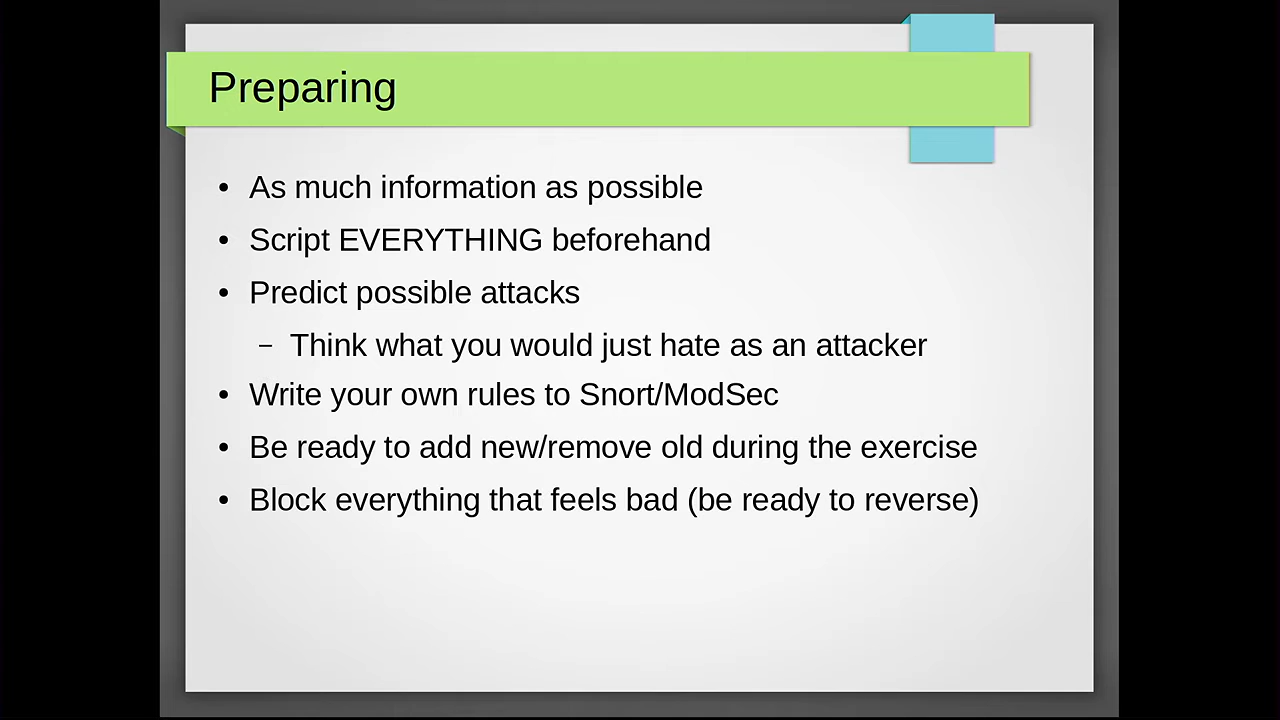 Preparing
• As much information as possible
• Script EVERYTHING beforehand
• Predict possible attacks
– Think what you would just hate as an attacker
• Write your own rules to Snort/ModSec
• Be ready to add new/remove old during the exercise
• Block everything that feels bad (be ready to reverse)